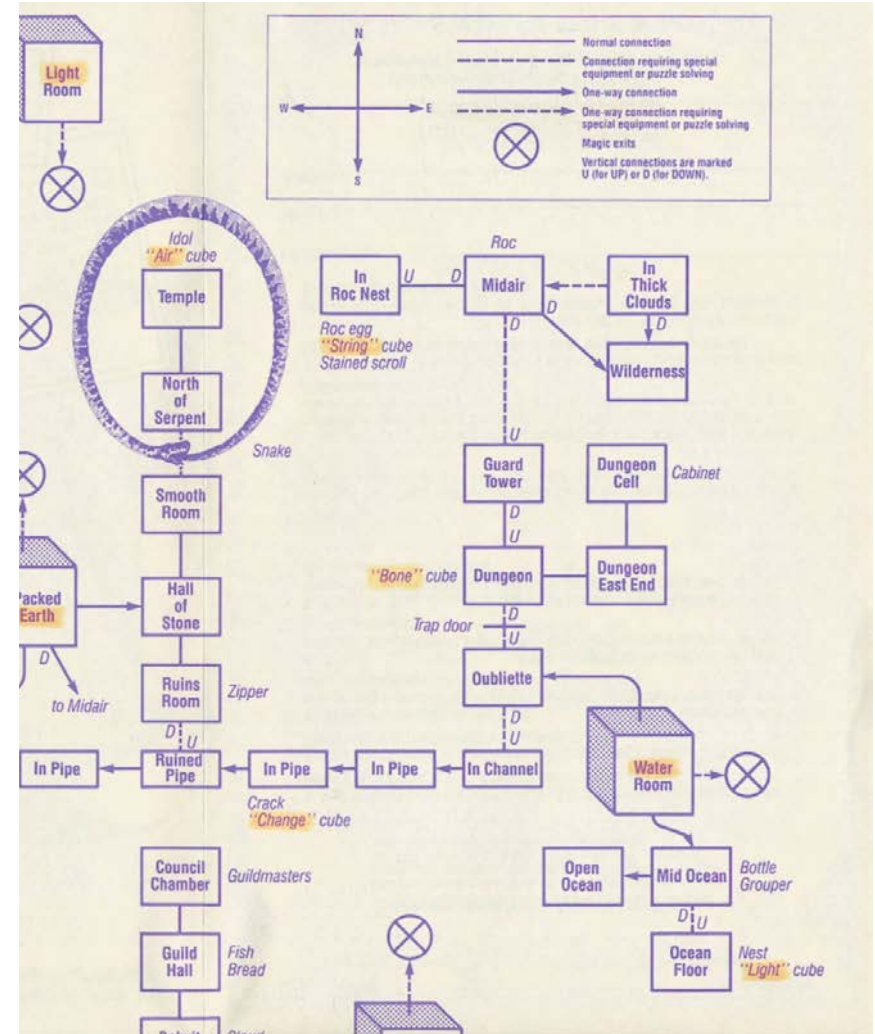 Light
Room
N
W
E
S
Normal connection
Connection requiring special
equipment or puzzle solving
One-way connection
One-way connection requiring
special equipment or puzzle solving
Magic exits
Vertical connections are marked
U (for UP) or D (for DOWN).
Idol
"Air" cube
Temple
North
of
Serpent
Snake
Smooth
Room
Packed
Earth
D
to Midair
Hall
of
Stone
Ruins
Room
Zipper
D
U
Roc
In
Roc Nest
U
D
Midair
D
D
In
Thick
Clouds
D
Roc egg
"String" cube
Stained scroll
Wilderness
U
Guard
Tower
D
U
Dungeon
Cell
Cabinet
"Bone" cube
Dungeon
Dungeon
East End
Trap door
D
U
Oubliette
D
U
In Pipe
Ruined
Pipe
In Pipe
In Pipe
In Channel
Crack
"Change" cube
Water
Room
Council
Chamber
Guildmasters
Open
Ocean
Mid Ocean
Bottle
Grouper
D
U
Guild
Hall
Fish
Bread
Ocean
Floor
Nest
"Light" cube